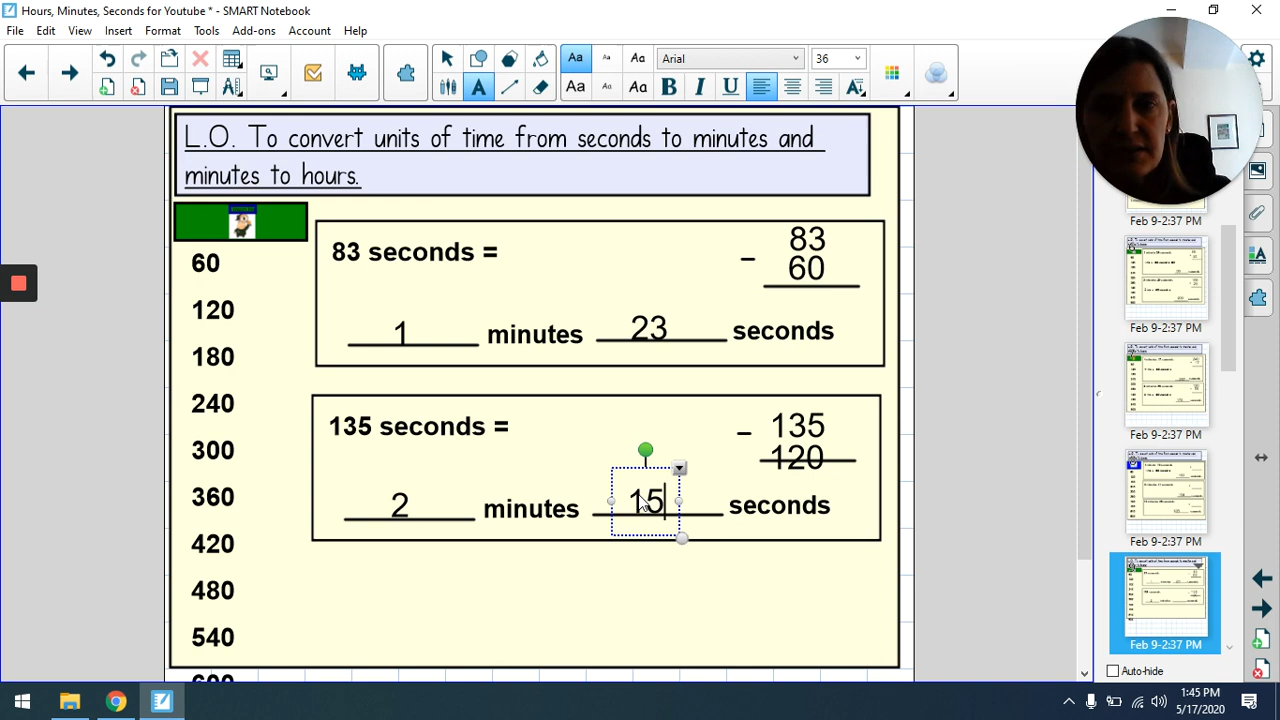 Hours, Minutes, Seconds for Youtube * - SMART Notebook
File Edit View Insert Format Tools Add-ons Account Help
Arial
36
L.O. To convert units of time from seconds to minutes and
minutes to hours.
60
120
180
240
300
360
420
480
540
600
83 seconds =
83
- 60
1 minutes 23 seconds
135 seconds =
135
- 120
2 minutes 15 seconds
Feb 9-2:37 PM
Feb 9-2:37 PM
Feb 9-2:37 PM
Feb 9-2:37 PM
Feb 9-2:37 PM
Auto-hide
1:45 PM
5/17/2020